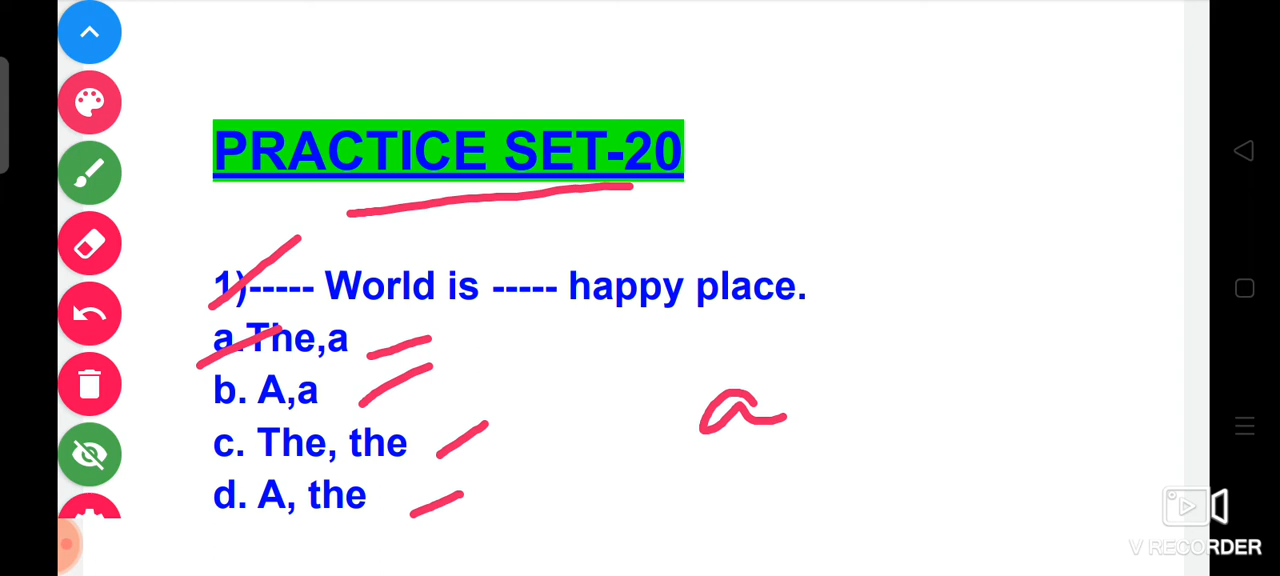 PRACTICE SET-20
1)----- World is ----- happy place.
a.The,a
b. A,a
c. The, the
a
d. A, the
V RECORDER